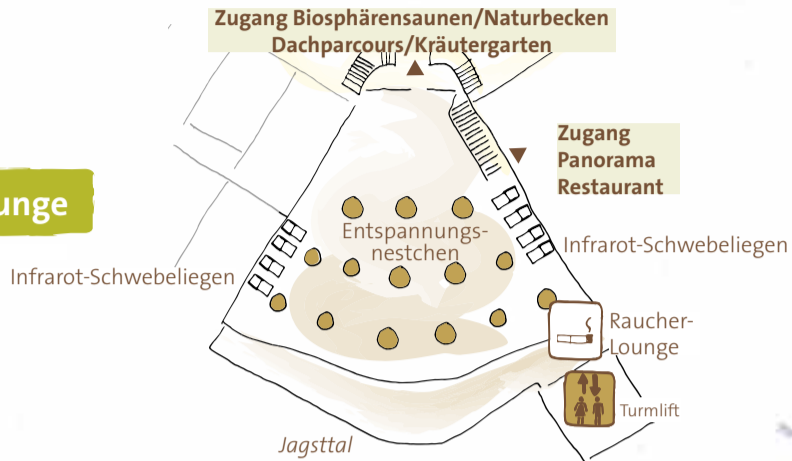 Zugang Biosphärensaunen/Naturbecken
Dachparcours/Kräutergarten
Zugang
Panorama
Restaurant
unge
Entspannungs-
nestchen
Infrarot-Schwebeliegen
Infrarot-Schwebeliegen
Raucher-
Lounge
Turmlift
Jagsttal